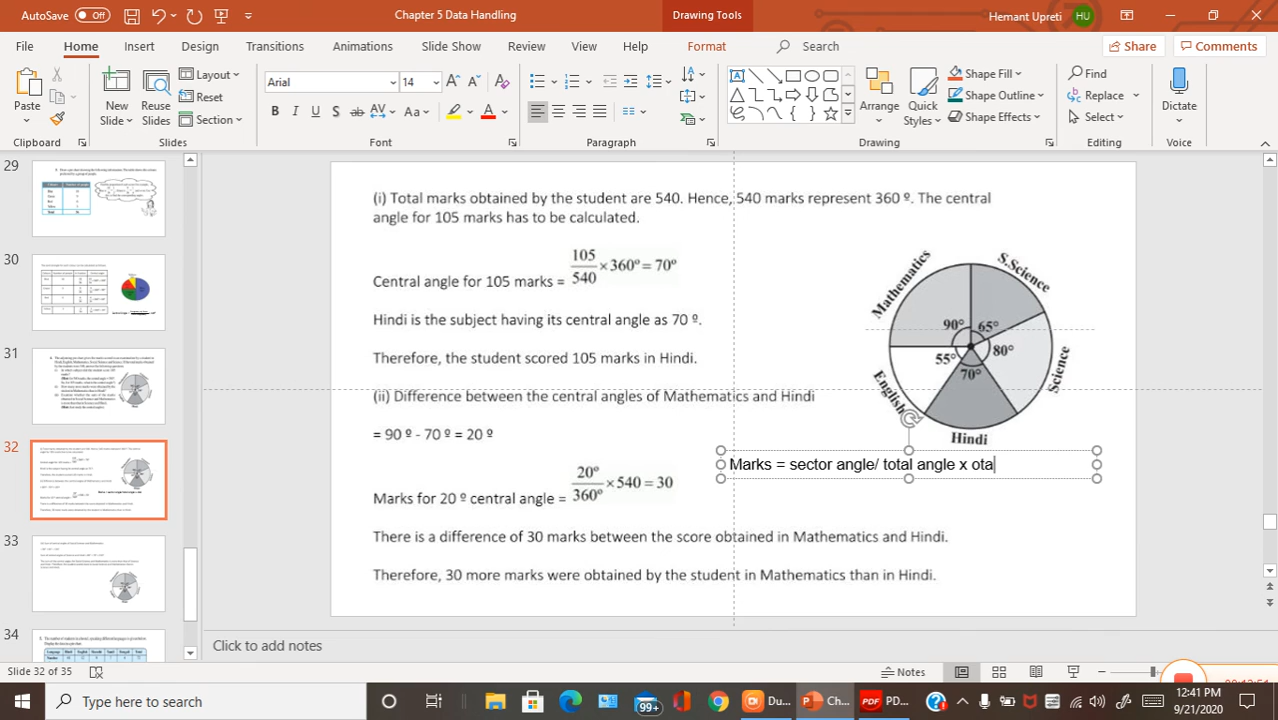 AutoSave Off Chapter 5 Data Handling Drawing Tools Hemant Upreti HU
File Home Insert Design Transitions Animations Slide Show Review View Help Format Search Share Comments
Paste New Slide Reuse Slides Layout Reset Section Arial 14 Arrange Quick Styles Shape Fill Shape Outline Shape Effects Find Replace Select Dictate
Clipboard Slides Font Paragraph Drawing Editing Voice
29
30
31
32
33
34
(i) Total marks obtained by the student are 540. Hence, 540 marks represent 360 º. The central
angle for 105 marks has to be calculated.
Central angle for 105 marks = 105/540 × 360° = 70°
Hindi is the subject having its central angle as 70 º.
Therefore, the student scored 105 marks in Hindi.
(ii) Difference between the central angles of Mathematics and Hindi
= 90 º - 70 º = 20 º
Marks for 20 º central angle = 20°/360° × 540 = 30
There is a difference of 30 marks between the score obtained in Mathematics and Hindi.
Therefore, 30 more marks were obtained by the student in Mathematics than in Hindi.
Mathematics
S.Science
Science
Hindi
English
90°
65°
80°
70°
55°
Marks = sector angle/ total angle x ota
Click to add notes
Slide 32 of 35 Notes
Type here to search 99+ Du... Ch... PDF PD... 12:41 PM
9/21/2020